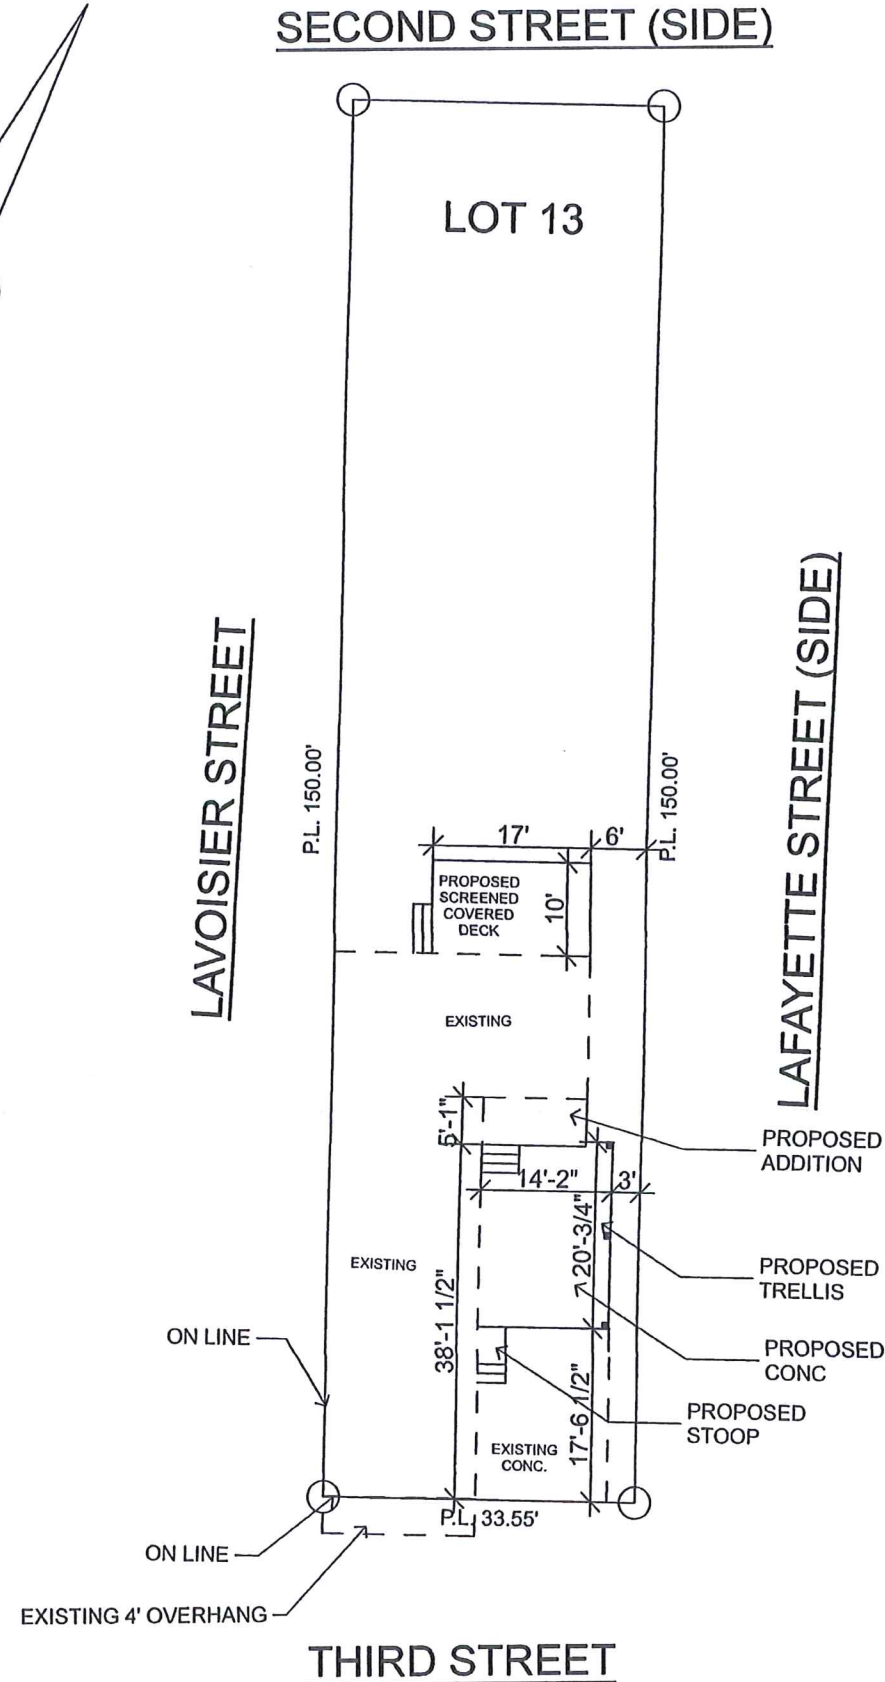 SECOND STREET (SIDE)
LOT 13
LAVOISIER STREET
P.L. 150.00'
P.L. 150.00'
LAFAYETTE STREET (SIDE)
17'
6'
PROPOSED
SCREENED
COVERED
DECK
10'
EXISTING
5'-1"
PROPOSED
ADDITION
14'-2"
3'
20'-3/4"
EXISTING
PROPOSED
TRELLIS
38'-1 1/2"
ON LINE
PROPOSED
CONC
17'-6 1/2"
PROPOSED
STOOP
EXISTING
CONC.
P.L. 33.55'
ON LINE
EXISTING 4' OVERHANG
THIRD STREET